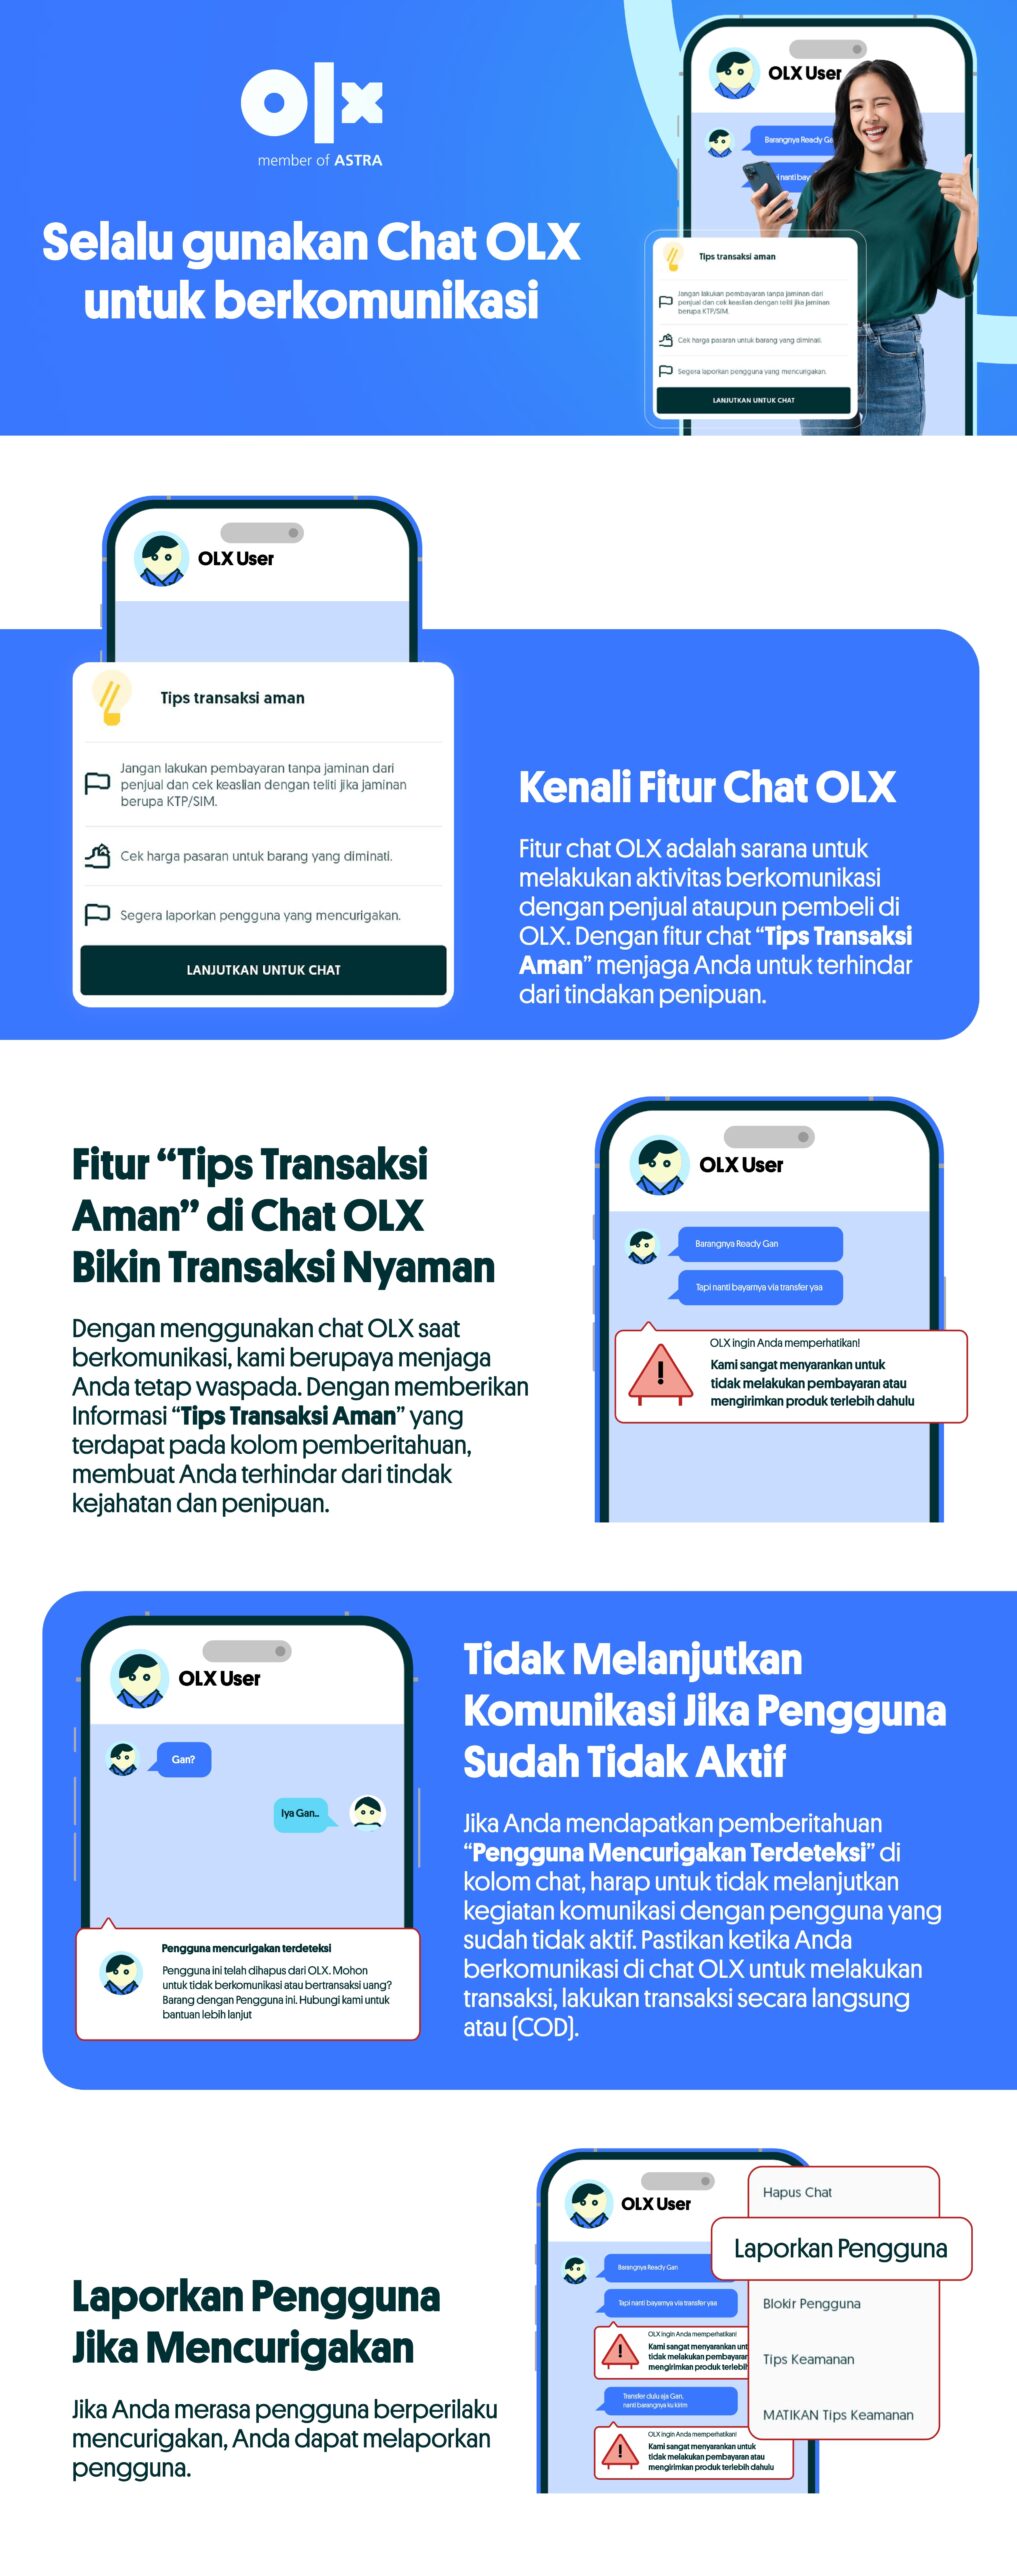 olx
member of ASTRA
Selalu gunakan Chat OLX
untuk berkomunikasi
OLX User
Barangnya Ready Ga
i nanti bay
Tips transaksi aman
Jangan lakukan pembayaran tanpa jaminan dari
penjual dan cek keaslian dengan teliti jika jaminan
berupa KTP/SIM.
Cek harga pasaran untuk barang yang diminati.
Segera laporkan pengguna yang mencurigakan.
LANJUTKAN UNTUK CHAT
OLX User
Tips transaksi aman
Jangan lakukan pembayaran tanpa jaminan dari
penjual dan cek keaslian dengan teliti jika jaminan
berupa KTP/SIM.
Cek harga pasaran untuk barang yang diminati.
Segera laporkan pengguna yang mencurigakan.
LANJUTKAN UNTUK CHAT
Kenali Fitur Chat OLX
Fitur chat OLX adalah sarana untuk
melakukan aktivitas berkomunikasi
dengan penjual ataupun pembeli di
OLX. Dengan fitur chat “Tips Transaksi
Aman” menjaga Anda untuk terhindar
dari tindakan penipuan.
Fitur “Tips Transaksi
Aman” di Chat OLX
Bikin Transaksi Nyaman
Dengan menggunakan chat OLX saat
berkomunikasi, kami berupaya menjaga
Anda tetap waspada. Dengan memberikan
Informasi “Tips Transaksi Aman” yang
terdapat pada kolom pemberitahuan,
membuat Anda terhindar dari tindak
kejahatan dan penipuan.
OLX User
Barangnya Ready Gan
Tapi nanti bayarnya via transfer yaa
OLX ingin Anda memperhatikan!
Kami sangat menyarankan untuk
tidak melakukan pembayaran atau
mengirimkan produk terlebih dahulu
OLX User
Gan?
Iya Gan..
Pengguna mencurigakan terdeteksi
Pengguna ini telah dihapus dari OLX. Mohon
untuk tidak berkomunikasi atau bertransaksi uang?
Barang dengan Pengguna ini. Hubungi kami untuk
bantuan lebih lanjut
Tidak Melanjutkan
Komunikasi Jika Pengguna
Sudah Tidak Aktif
Jika Anda mendapatkan pemberitahuan
“Pengguna Mencurigakan Terdeteksi” di
kolom chat, harap untuk tidak melanjutkan
kegiatan komunikasi dengan pengguna yang
sudah tidak aktif. Pastikan ketika Anda
berkomunikasi di chat OLX untuk melakukan
transaksi, lakukan transaksi secara langsung
atau (COD).
Laporkan Pengguna
Jika Mencurigakan
Jika Anda merasa pengguna berperilaku
mencurigakan, Anda dapat melaporkan
pengguna.
OLX User
Barangnya Ready Gan
Tapi nanti bayarnya via transfer yaa
OLX ingin Anda memperhatikan!
Kami sangat menyarankan unt
tidak melakukan pembayaran
mengirimkan produk terlebih
Transfer dulu aja Gan,
nanti barangnya ku kirim
OLX ingin Anda memperhatikan!
Kami sangat menyarankan untuk
tidak melakukan pembayaran atau
mengirimkan produk terlebih dahulu
Hapus Chat
Laporkan Pengguna
Blokir Pengguna
Tips Keamanan
MATIKAN Tips Keamanan